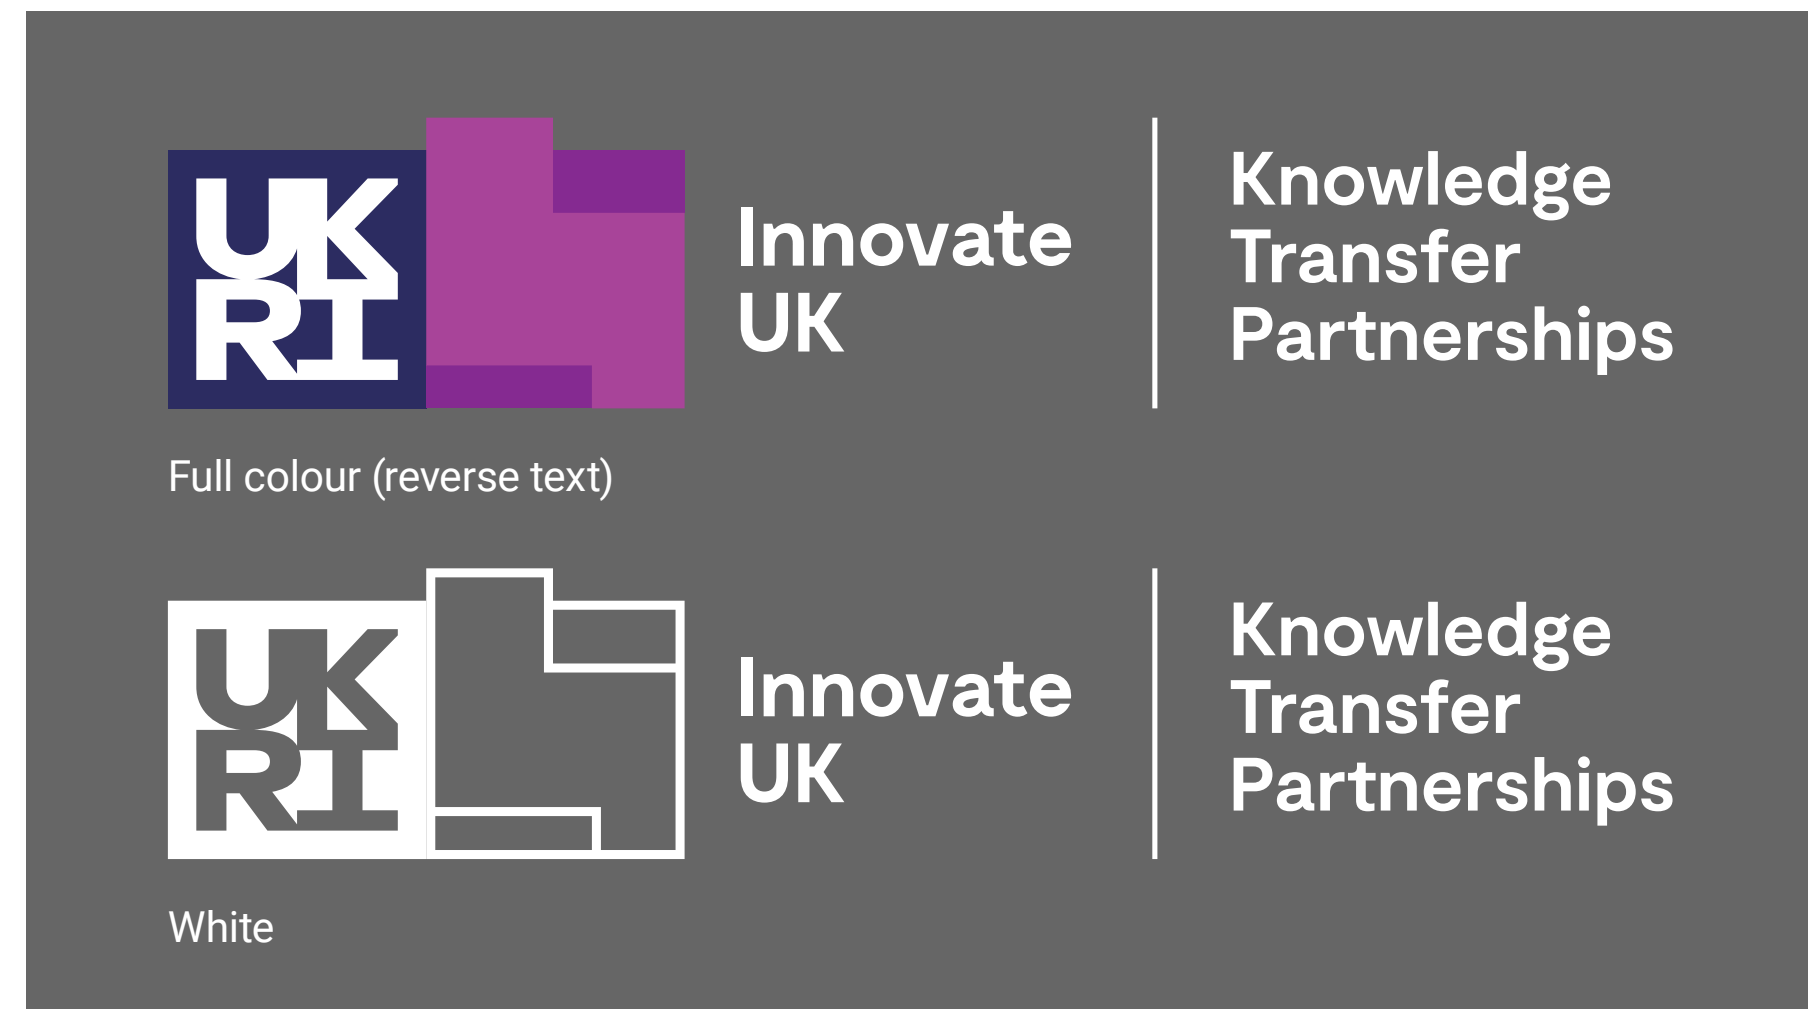 UK
RI
Innovate
UK
Knowledge
Transfer
Partnerships
Full colour (reverse text)
UK
RI
Innovate
UK
Knowledge
Transfer
Partnerships
White